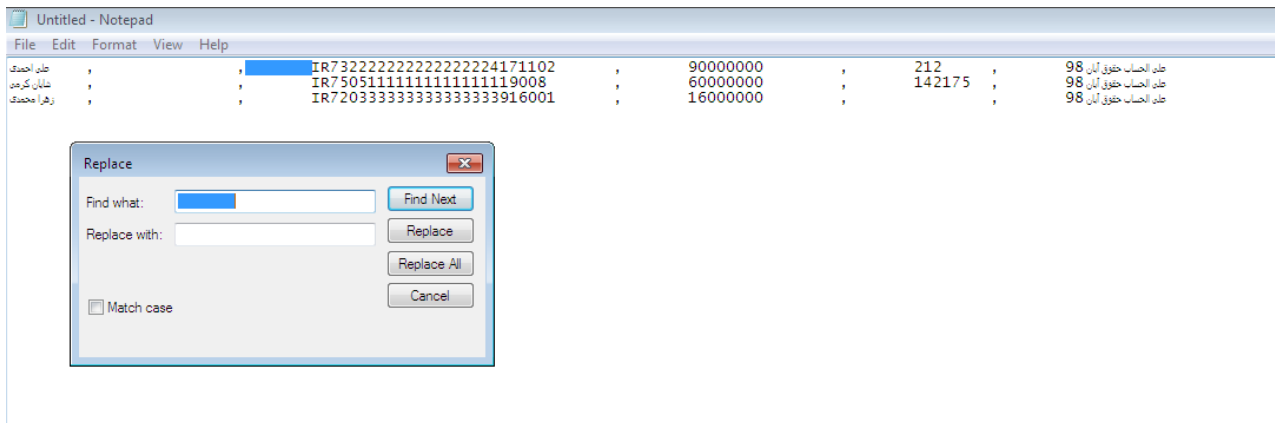 Untitled - Notepad
File Edit Format View Help
علی احمدی , , IR732222222222222224171102 , 90000000 , 212 , علی الحساب حقوق آبان 98
شایان کرمی , , IR75051111111111111119008 , 60000000 , 142175 , علی الحساب حقوق آبان 98
زهرا محمدی , , IR720333333333333333916001 , 16000000 , , علی الحساب حقوق آبان 98
Replace
Find what:
Find Next
Replace with:
Replace
Replace All
Cancel
Match case